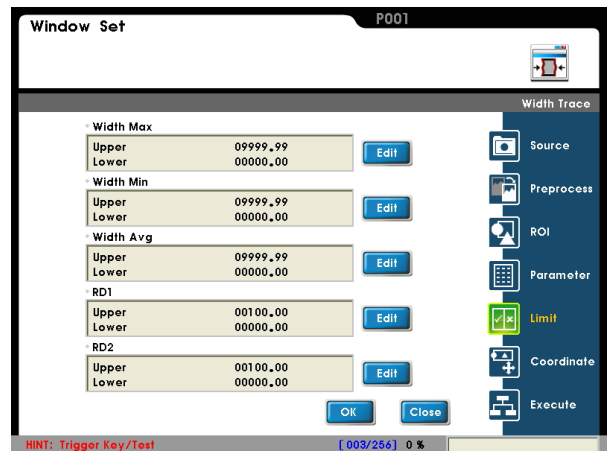 Window Set
P001
Width Trace
Width Max
Upper 09999.99
Lower 00000.00
Edit
Width Min
Upper 09999.99
Lower 00000.00
Edit
Width Avg
Upper 09999.99
Lower 00000.00
Edit
RD1
Upper 00100.00
Lower 00000.00
Edit
RD2
Upper 00100.00
Lower 00000.00
Edit
OK Close
Source
Preprocess
ROI
Parameter
Limit
Coordinate
Execute
HINT: Trigger Key/Test [003/256] 0 %